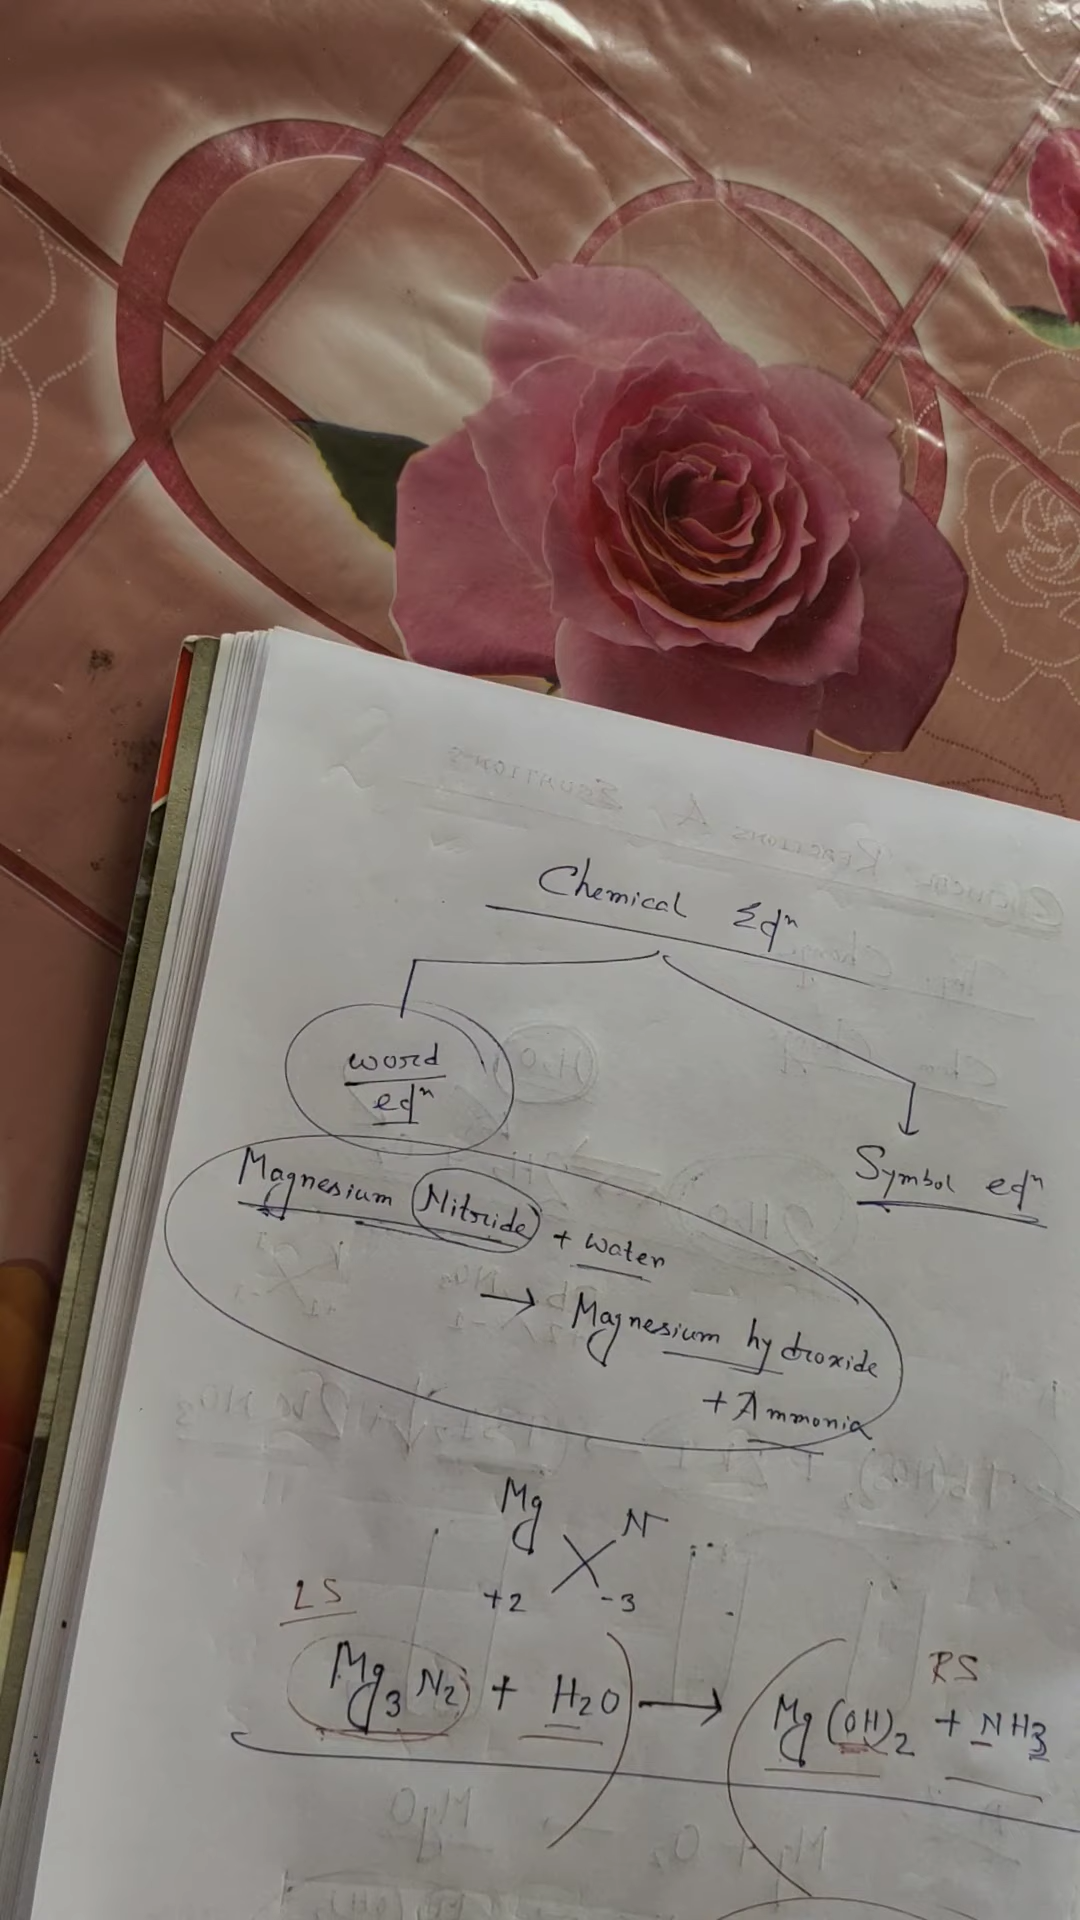 Chemical Eqⁿ
word
eqⁿ
Symbol eqⁿ
Magnesium Nitride + Water
→ Magnesium hydroxide
+ Ammonia
Mg N
+2 -3
LS
RS
Mg₃N₂ + H₂O → Mg(OH)₂ + NH₃